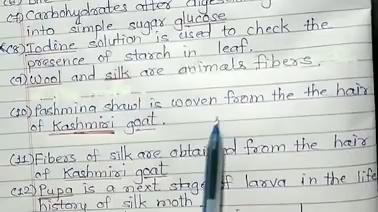 (7) Carbohydrates after
into simple sugar glucose
(8) Iodine solution is used to check the
presence of starch in leaf.
(9) Wool and silk are animals fibers.
(10) Pashmina shawl is woven from the the hair
of Kashmiri goat.
(11) Fibers of silk are obtained from the hair
of Kashmiri goat
(12) Pupa is a next stage of larva in the life
history of silk moth